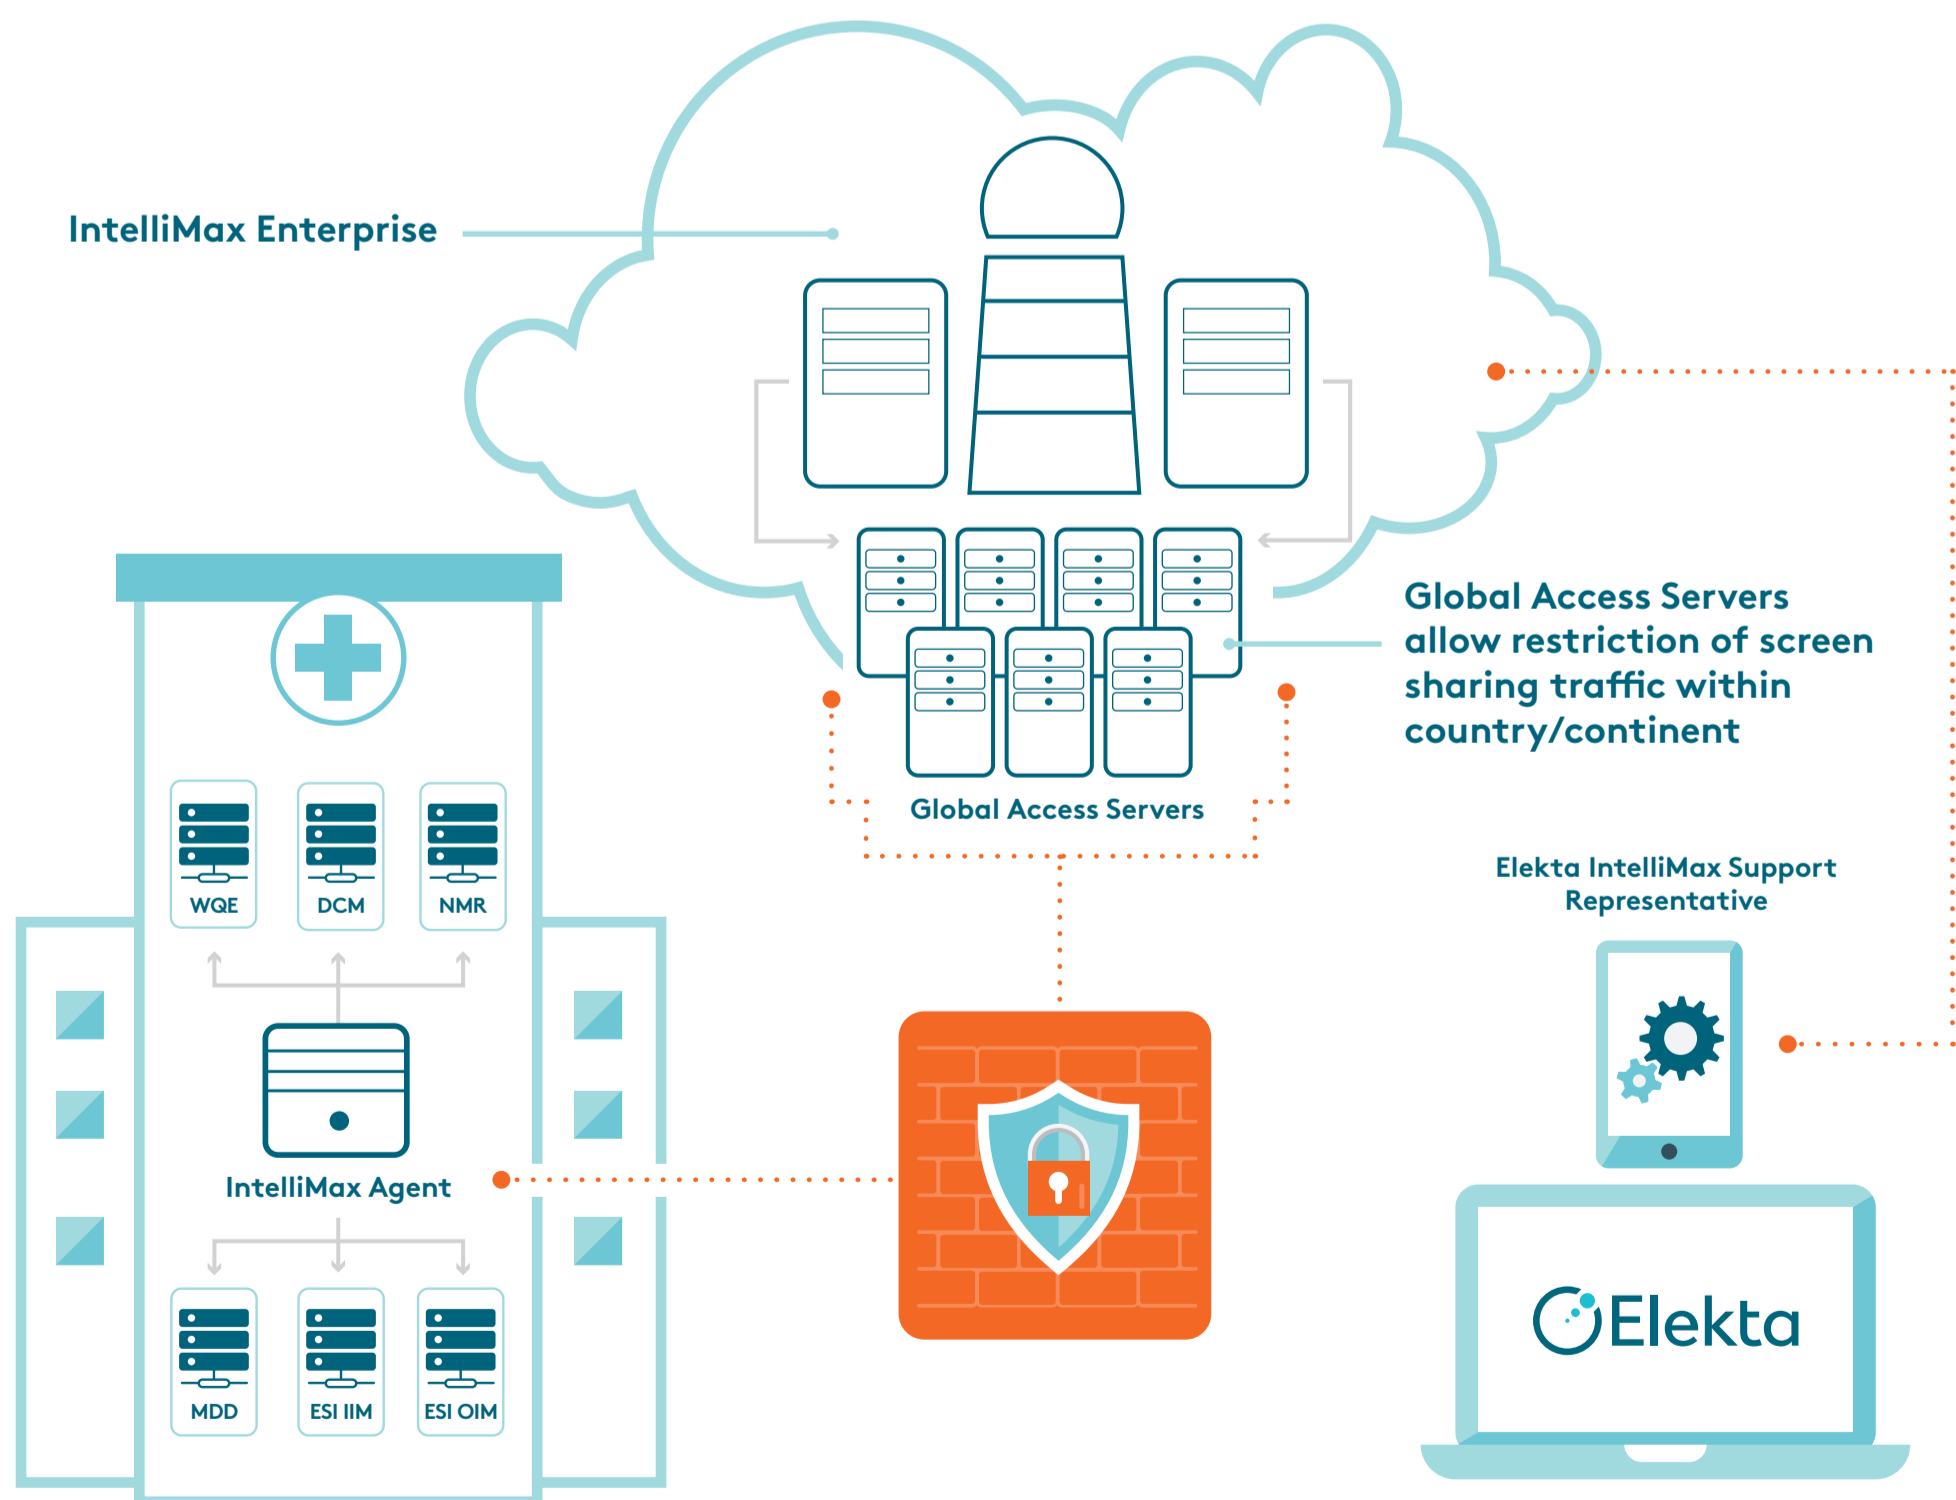 IntelliMax Enterprise
Global Access Servers
allow restriction of screen
sharing traffic within
country/continent
Global Access Servers
Elekta IntelliMax Support
Representative
WQE
DCM
NMR
IntelliMax Agent
MDD
ESI IIM
ESI OIM
Elekta